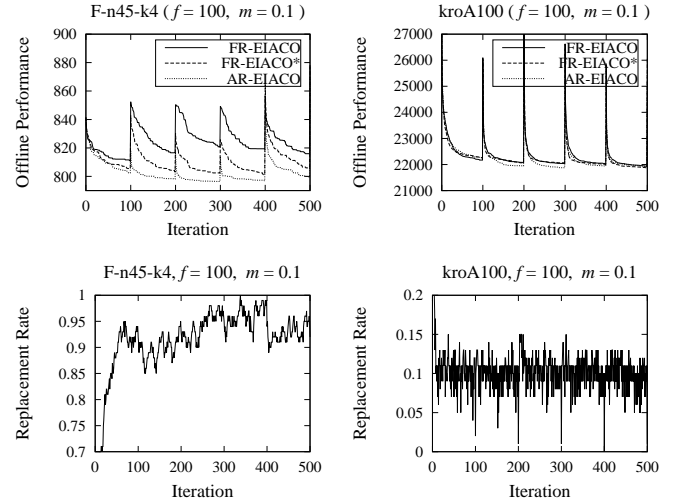 F-n45-k4 ( f = 100, m = 0.1 )
900
880
860
840
820
800
0
100
200
300
400
500
Offline Performance
Iteration
FR-EIACO
FR-EIACO*
AR-EIACO
kroA100 ( f = 100, m = 0.1 )
27000
26000
25000
24000
23000
22000
21000
0
100
200
300
400
500
Offline Performance
Iteration
FR-EIACO
FR-EIACO*
AR-EIACO
F-n45-k4, f = 100, m = 0.1
1
0.95
0.9
0.85
0.8
0.75
0.7
0
100
200
300
400
500
Replacement Rate
Iteration
kroA100, f = 100, m = 0.1
0.2
0.15
0.1
0.05
0
0
100
200
300
400
500
Replacement Rate
Iteration